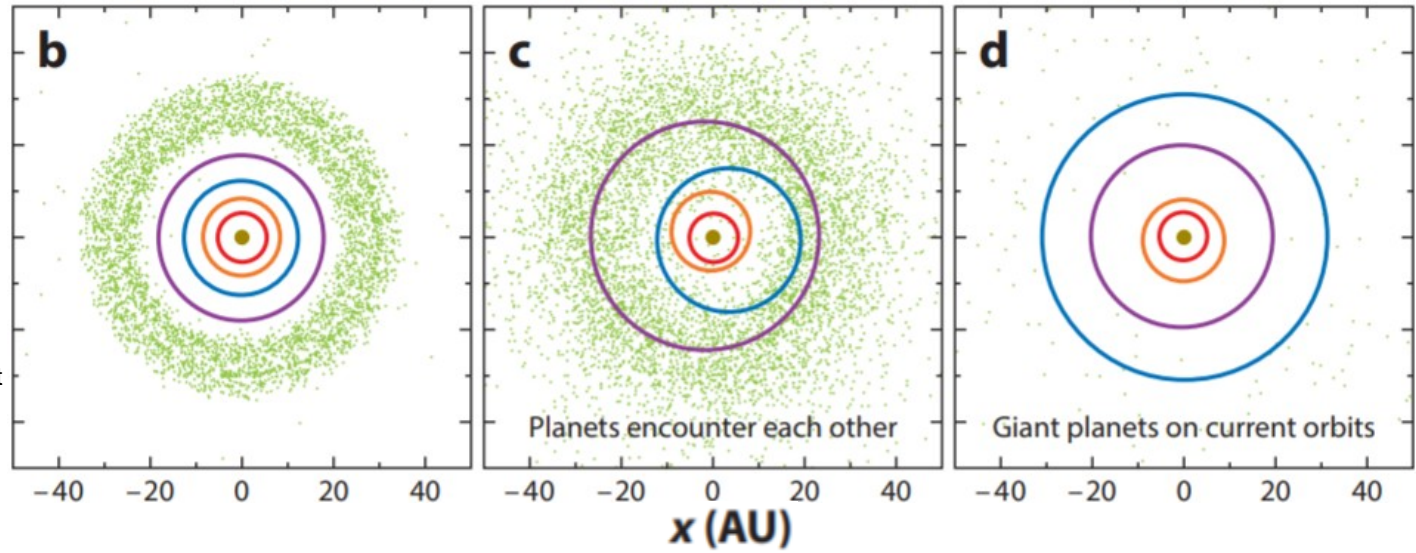 b
c
d
Planets encounter each other
Giant planets on current orbits
−40 −20 0 20 40
−40 −20 0 20 40
−40 −20 0 20 40
x (AU)